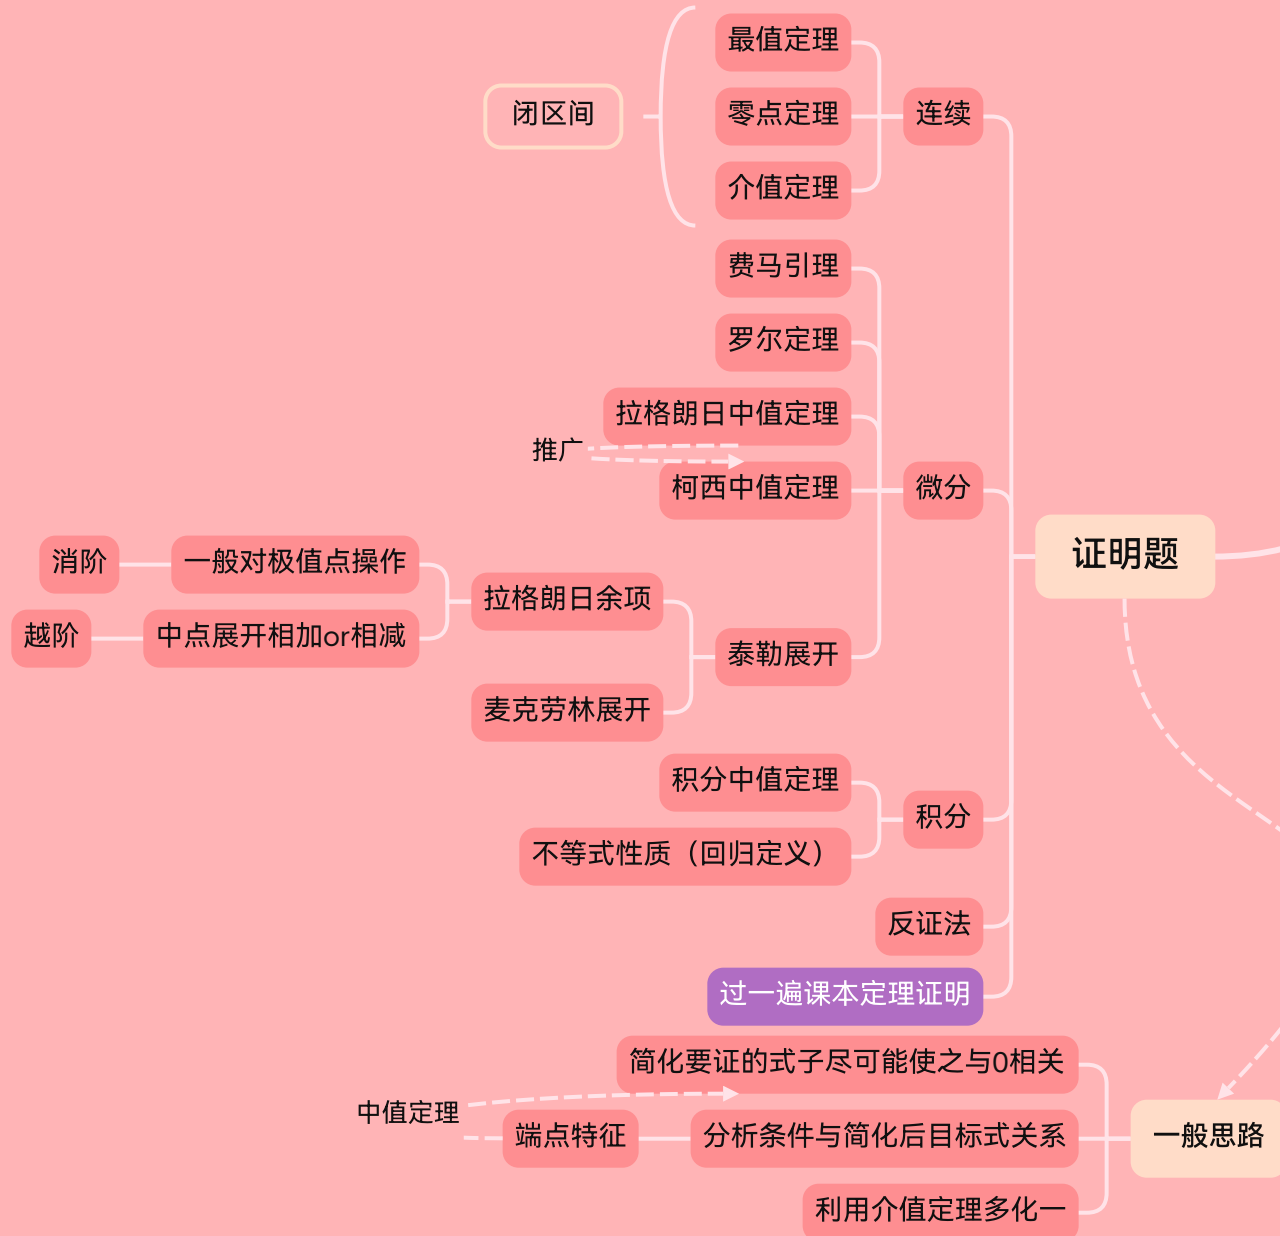 最值定理
闭区间
零点定理
连续
介值定理
费马引理
罗尔定理
拉格朗日中值定理
推广
柯西中值定理
微分
证明题
消阶
一般对极值点操作
拉格朗日余项
越阶
中点展开相加or相减
泰勒展开
麦克劳林展开
积分中值定理
积分
不等式性质（回归定义）
反证法
过一遍课本定理证明
简化要证的式子尽可能使之与0相关
中值定理
端点特征
分析条件与简化后目标式关系
一般思路
利用介值定理多化一